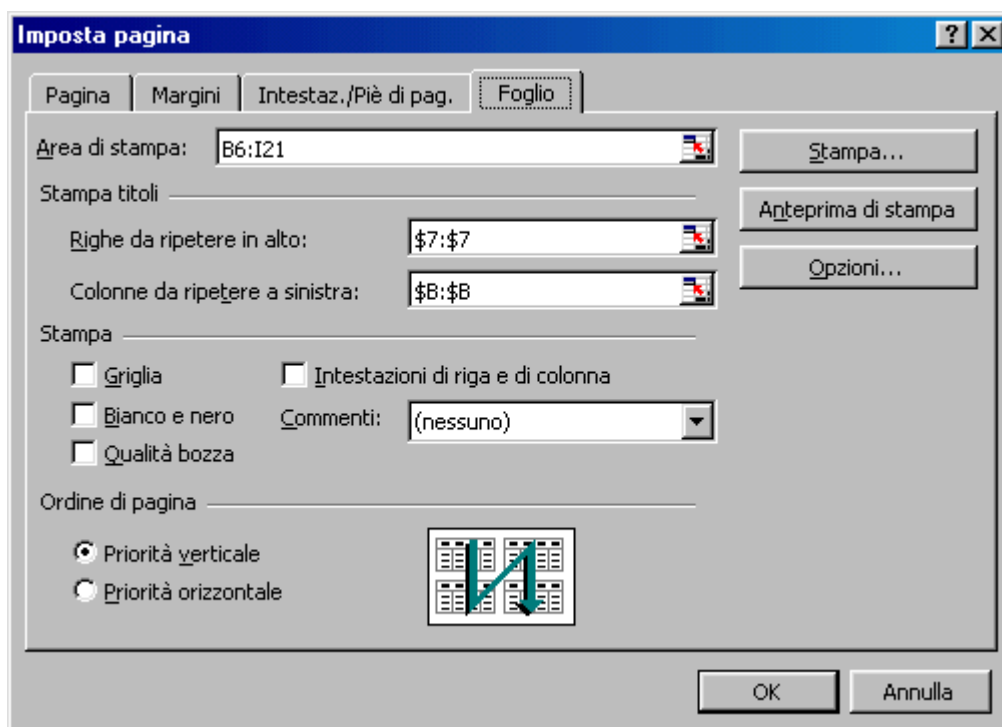 Imposta pagina
Pagina Margini Intestaz./Piè di pag. Foglio
Area di stampa: B6:I21 Stampa...
Stampa titoli Anteprima di stampa
Righe da ripetere in alto: $7:$7 Opzioni...
Colonne da ripetere a sinistra: $B:$B
Stampa
Griglia Intestazioni di riga e di colonna
Bianco e nero Commenti: (nessuno)
Qualità bozza
Ordine di pagina
Priorità verticale
Priorità orizzontale
OK Annulla